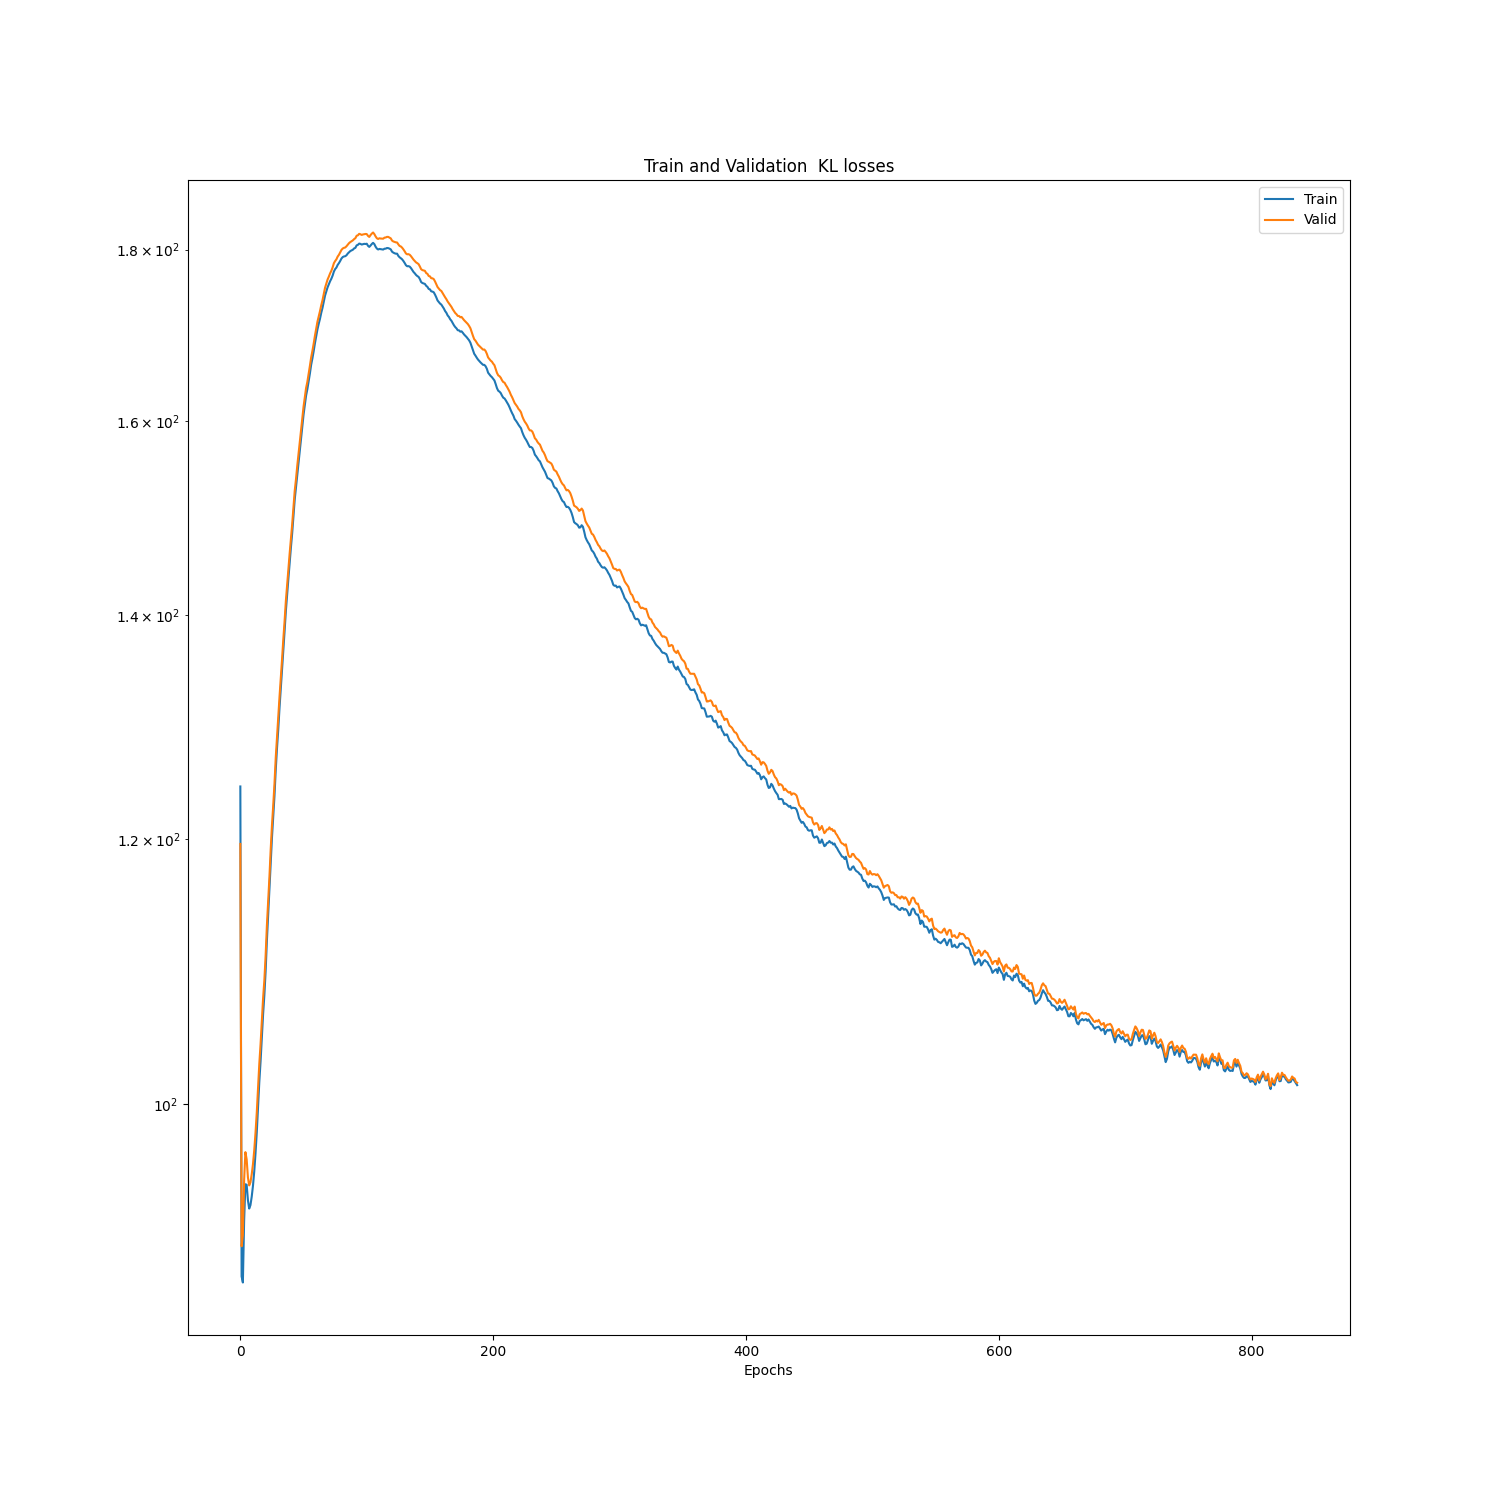 Train and Validation  KL losses
Train
Valid
1.8 × 10²
1.6 × 10²
1.4 × 10²
1.2 × 10²
10²
0 200 400 600 800
Epochs